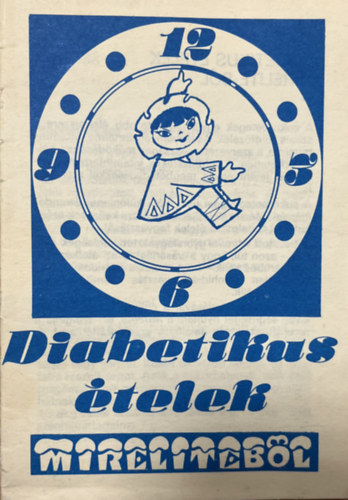 12
9 3
6
Diabetikus
ételek
MIRELITEBŐL